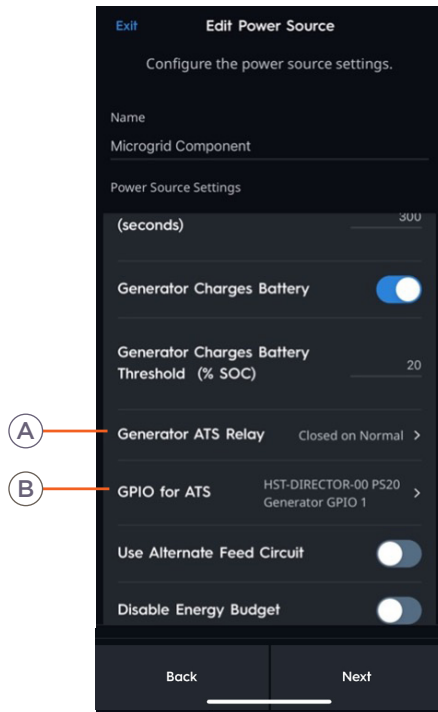 Exit
Edit Power Source
Configure the power source settings.
Name
Microgrid Component
Power Source Settings
(seconds) 300
Generator Charges Battery
Generator Charges Battery
Threshold (% SOC) 20
A
Generator ATS Relay Closed on Normal >
B
GPIO for ATS
HST-DIRECTOR-00 PS20
Generator GPIO 1 >
Use Alternate Feed Circuit
Disable Energy Budget
Back
Next